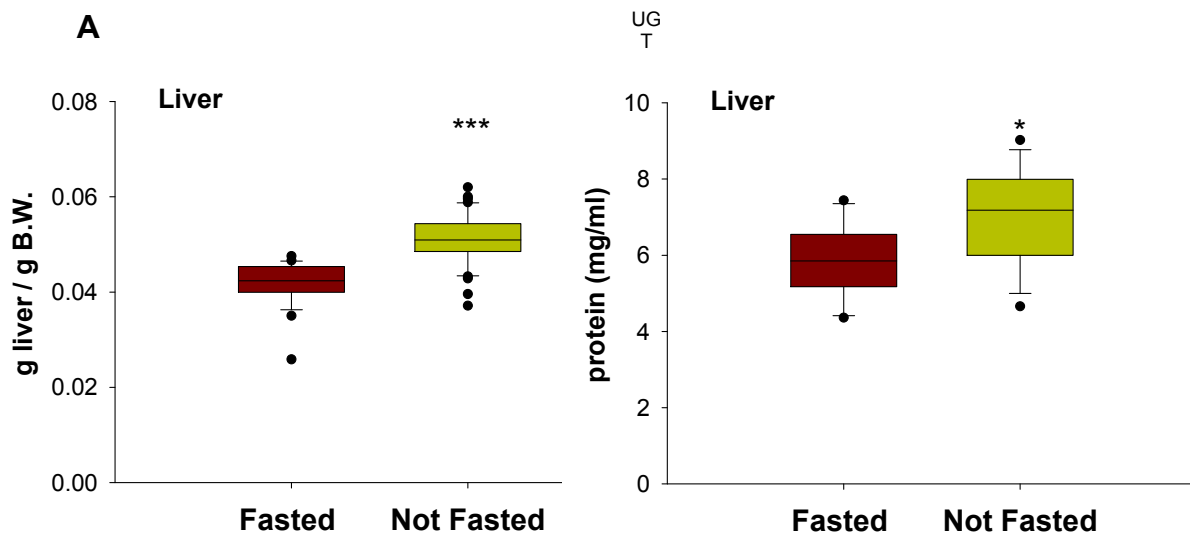 A
UG
T
Liver
***
g liver / g B.W.
0.08
0.06
0.04
0.02
0.00
Fasted
Not Fasted
Liver
*
protein (mg/ml)
10
8
6
4
2
0
Fasted
Not Fasted